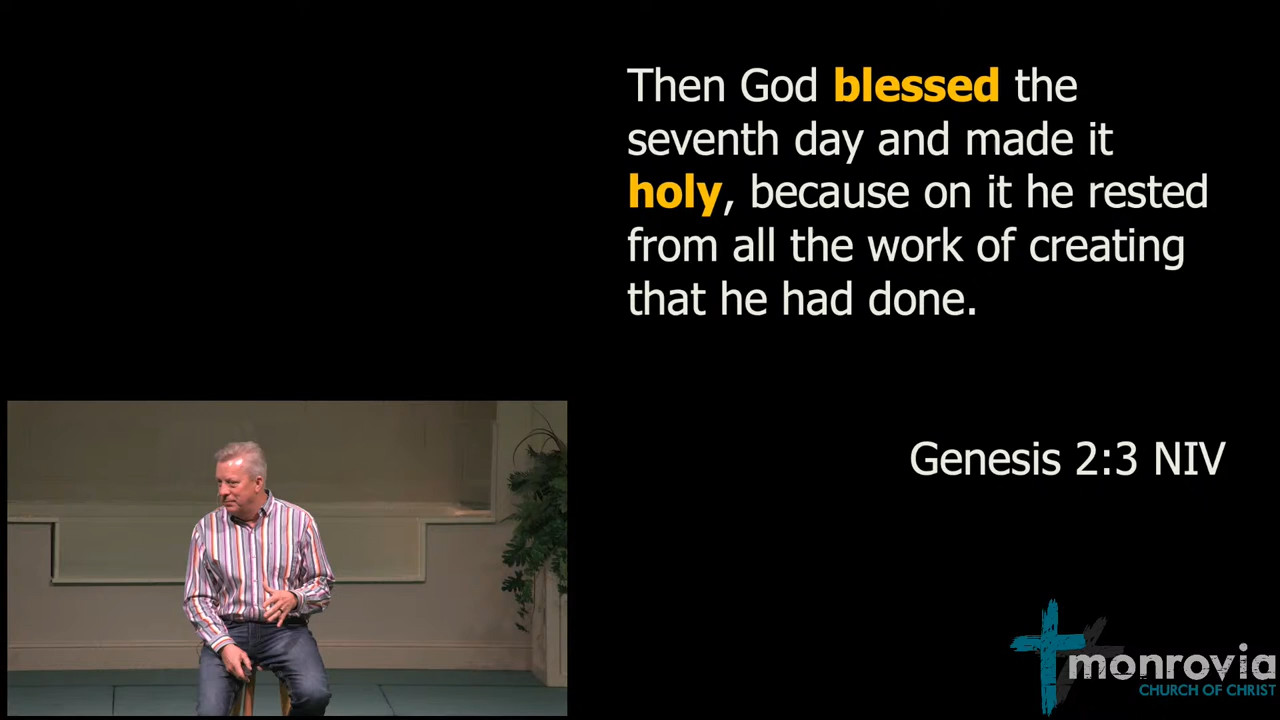 Then God blessed the
seventh day and made it
holy, because on it he rested
from all the work of creating
that he had done.
Genesis 2:3 NIV
monrovia
CHURCH OF CHRIST